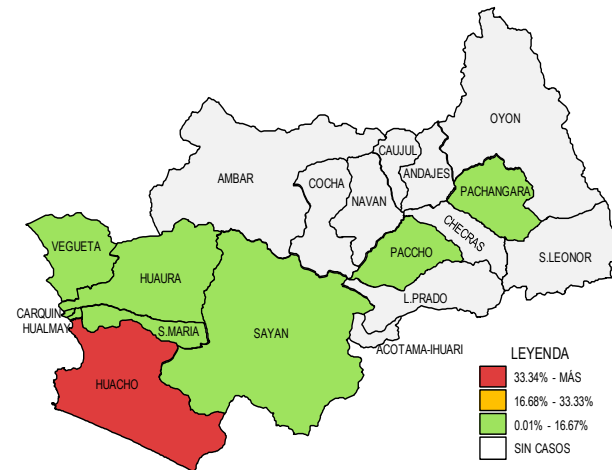 OYON
CAUJUL
ANDAJES
AMBAR
COCHA
NAVAN
PACHANGARA
CHECRAS
VEGUETA
HUAURA
PACCHO
S.LEONOR
L.PRADO
CARQUIN
HUALMAY
S.MARIA
SAYAN
ACOTAMA-IHUARI
HUACHO
LEYENDA
33.34% - MÁS
16.68% - 33.33%
0.01% - 16.67%
SIN CASOS